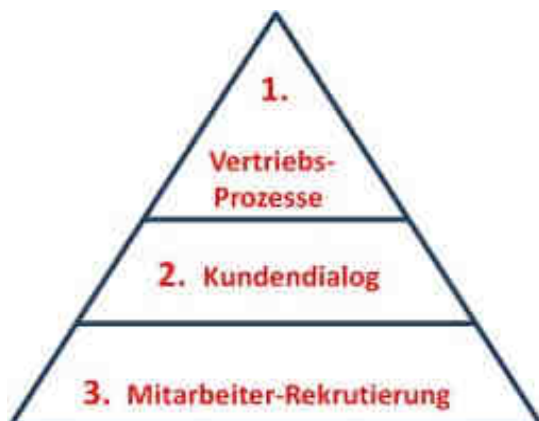 1.
Vertriebs-
Prozesse
2. Kundendialog
3. Mitarbeiter-Rekrutierung